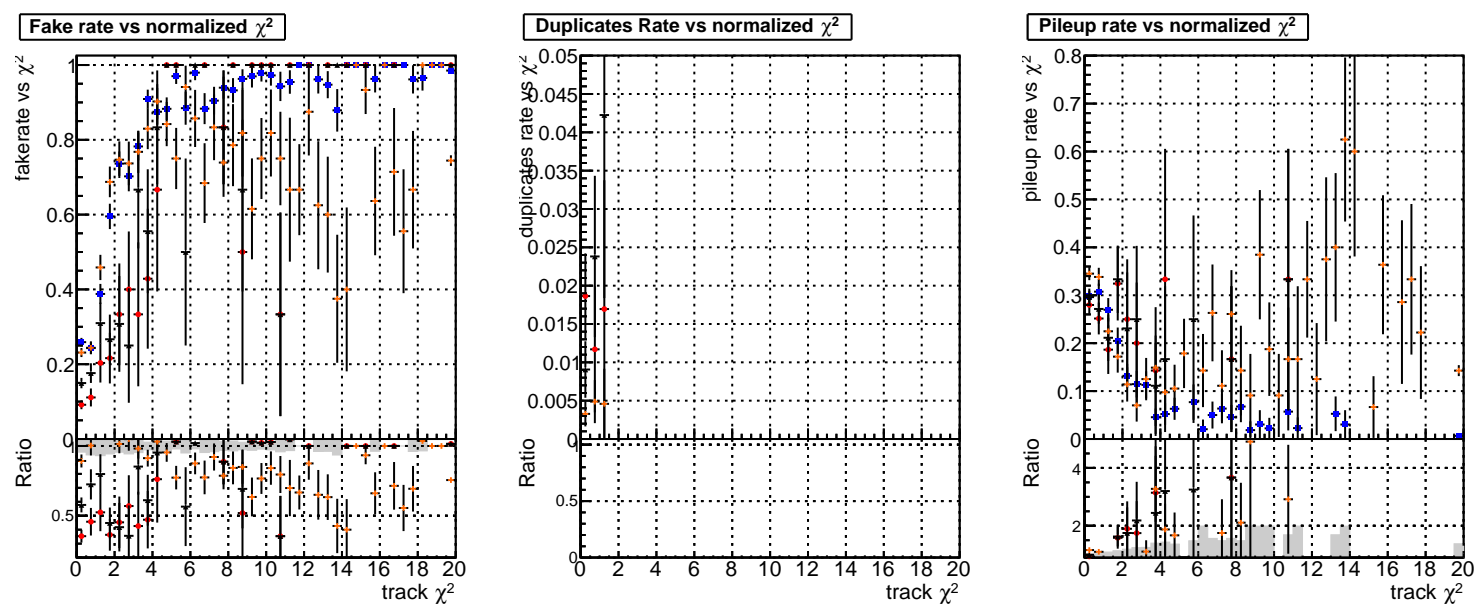 Fake rate vs normalized χ²
fakerate vs χ²
1
0.8
0.6
0.4
0.2
0
Ratio
0.5
0 2 4 6 8 10 12 14 16 18 20
track χ²
Duplicates Rate vs normalized χ²
duplicates rate vs χ²
0.05
0.045
0.04
0.035
0.03
0.025
0.02
0.015
0.01
0.005
0
Ratio
0.5
0
0 2 4 6 8 10 12 14 16 18 20
track χ²
Pileup rate vs normalized χ²
pileup rate vs χ²
0.8
0.7
0.6
0.5
0.4
0.3
0.2
0.1
0
Ratio
4
2
0 2 4 6 8 10 12 14 16 18 20
track χ²